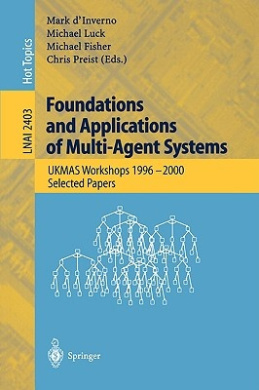 Mark d'Inverno
Michael Luck
Michael Fisher
Chris Preist (Eds.)
Hot Topics
LNAI 2403
Foundations
and Applications
of Multi-Agent Systems
UKMAS Workshops 1996 – 2000
Selected Papers
Springer